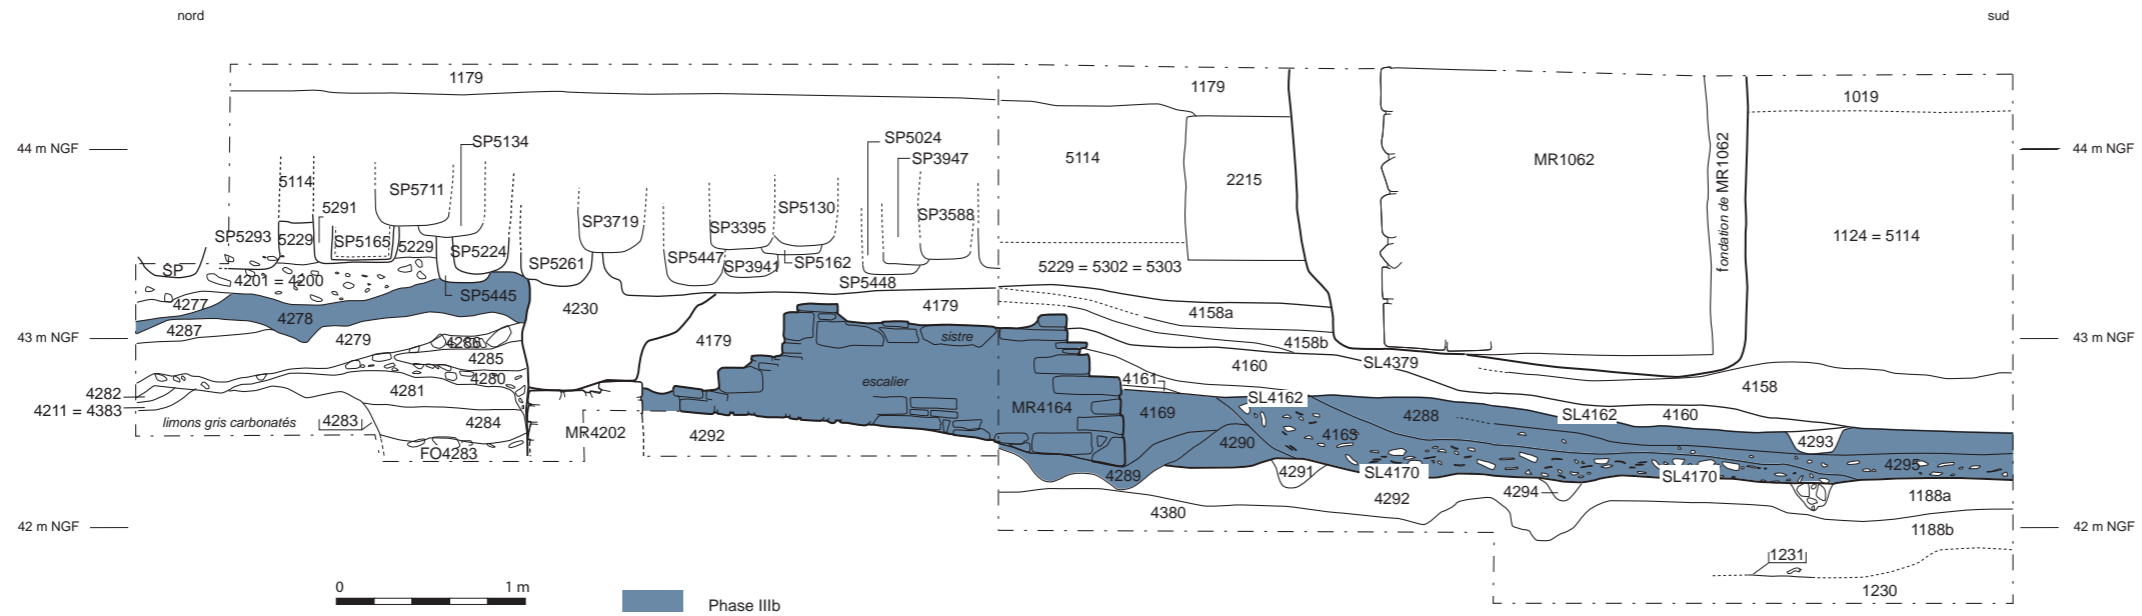 nord
sud
1179
1179
1019
44 m NGF
44 m NGF
SP5134
SP5024
SP3947
5114
MR1062
fondation de MR1062
5114
SP5711
2215
5291
SP3719
SP3395
SP5130
SP3588
SP5293
5229
SP5165
5229
1124 = 5114
SP
SP5224
SP5261
SP5447
SP3941
SP5162
5229 = 5302 = 5303
4201 = 4200
SP5448
SP5445
4277
4278
4230
4179
4158a
4287
43 m NGF
4279
4286
4179
sistre
4158b
43 m NGF
4285
4160
SL4379
4282
4281
4280
escalier
4161
4158
4211 = 4383
SL4162
limons gris carbonatés
4283
4284
MR4202
4292
MR4164
4169
4163
4288
SL4162
4160
4290
4293
FO4283
4289
4291
SL4170
SL4170
4295
4292
4294
1188a
42 m NGF
4380
1188b
42 m NGF
1231
1230
0
1 m
Phase IIIb